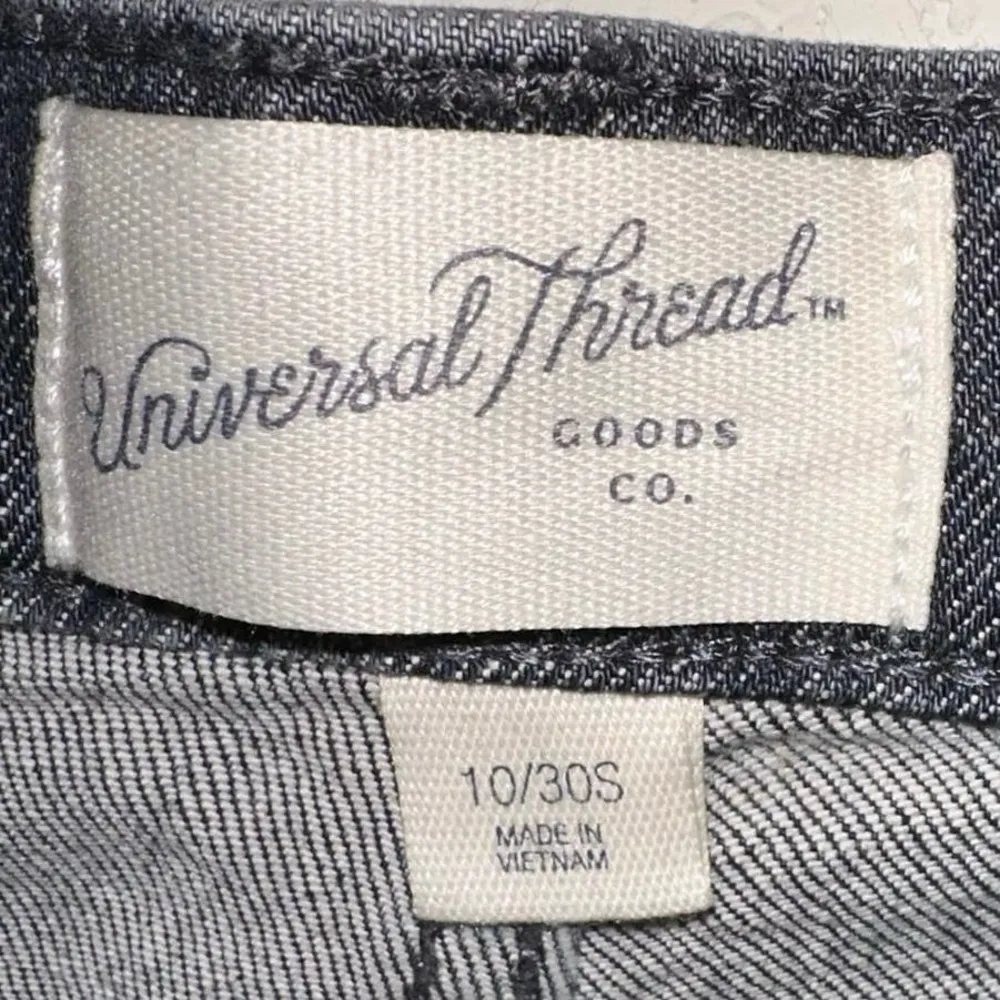 Universal Thread™
GOODS
CO.
10/30S
MADE IN
VIETNAM